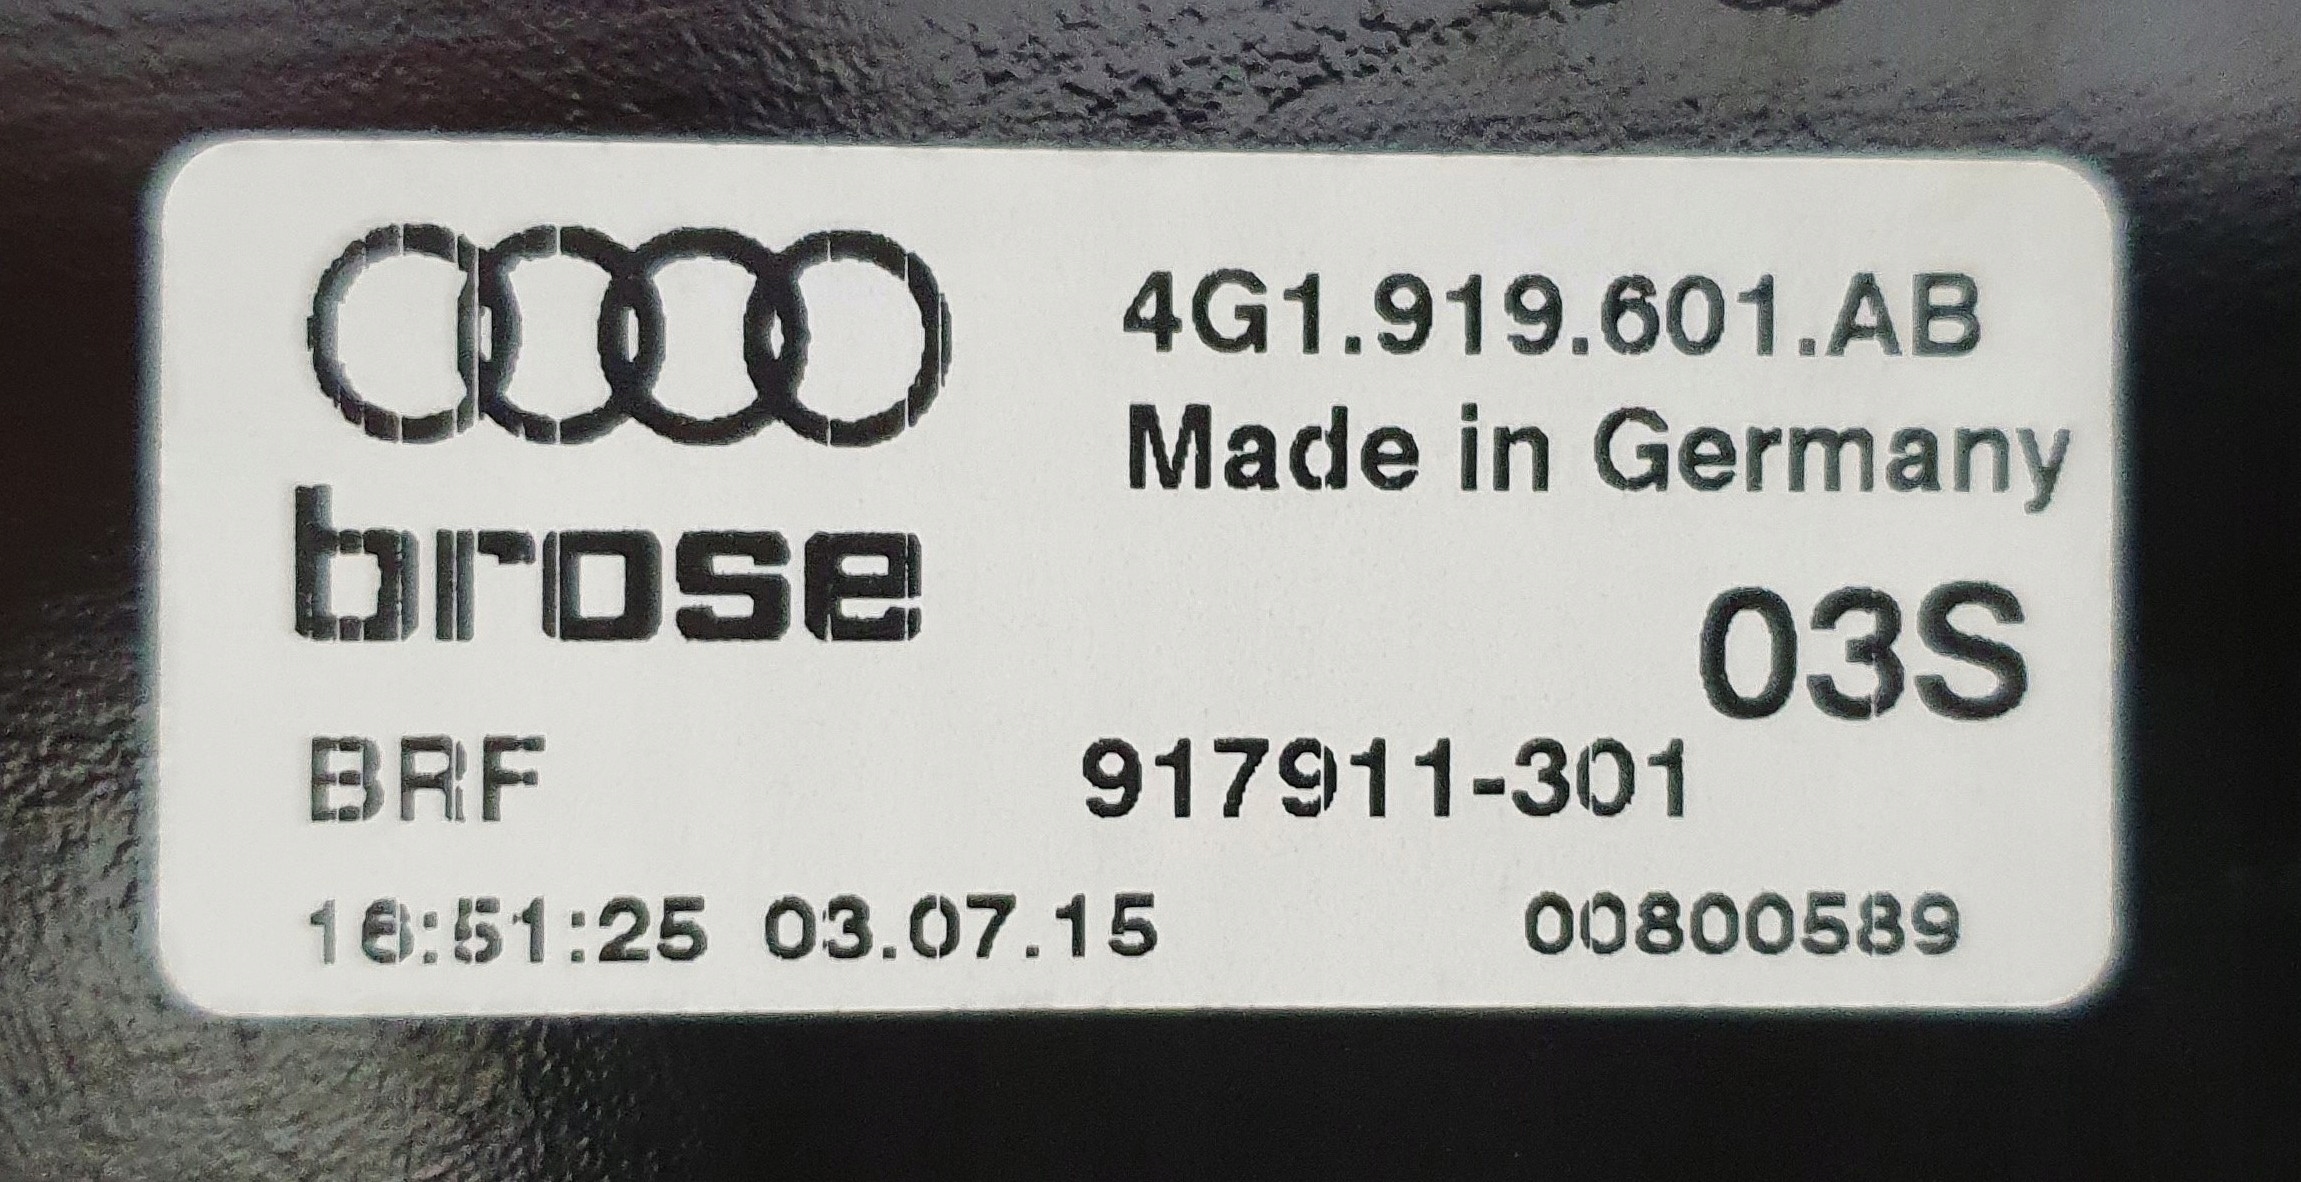 4G1.919.601.AB
Made in Germany
brose
03S
BRF 917911-301
16:51:25 03.07.15 00800589